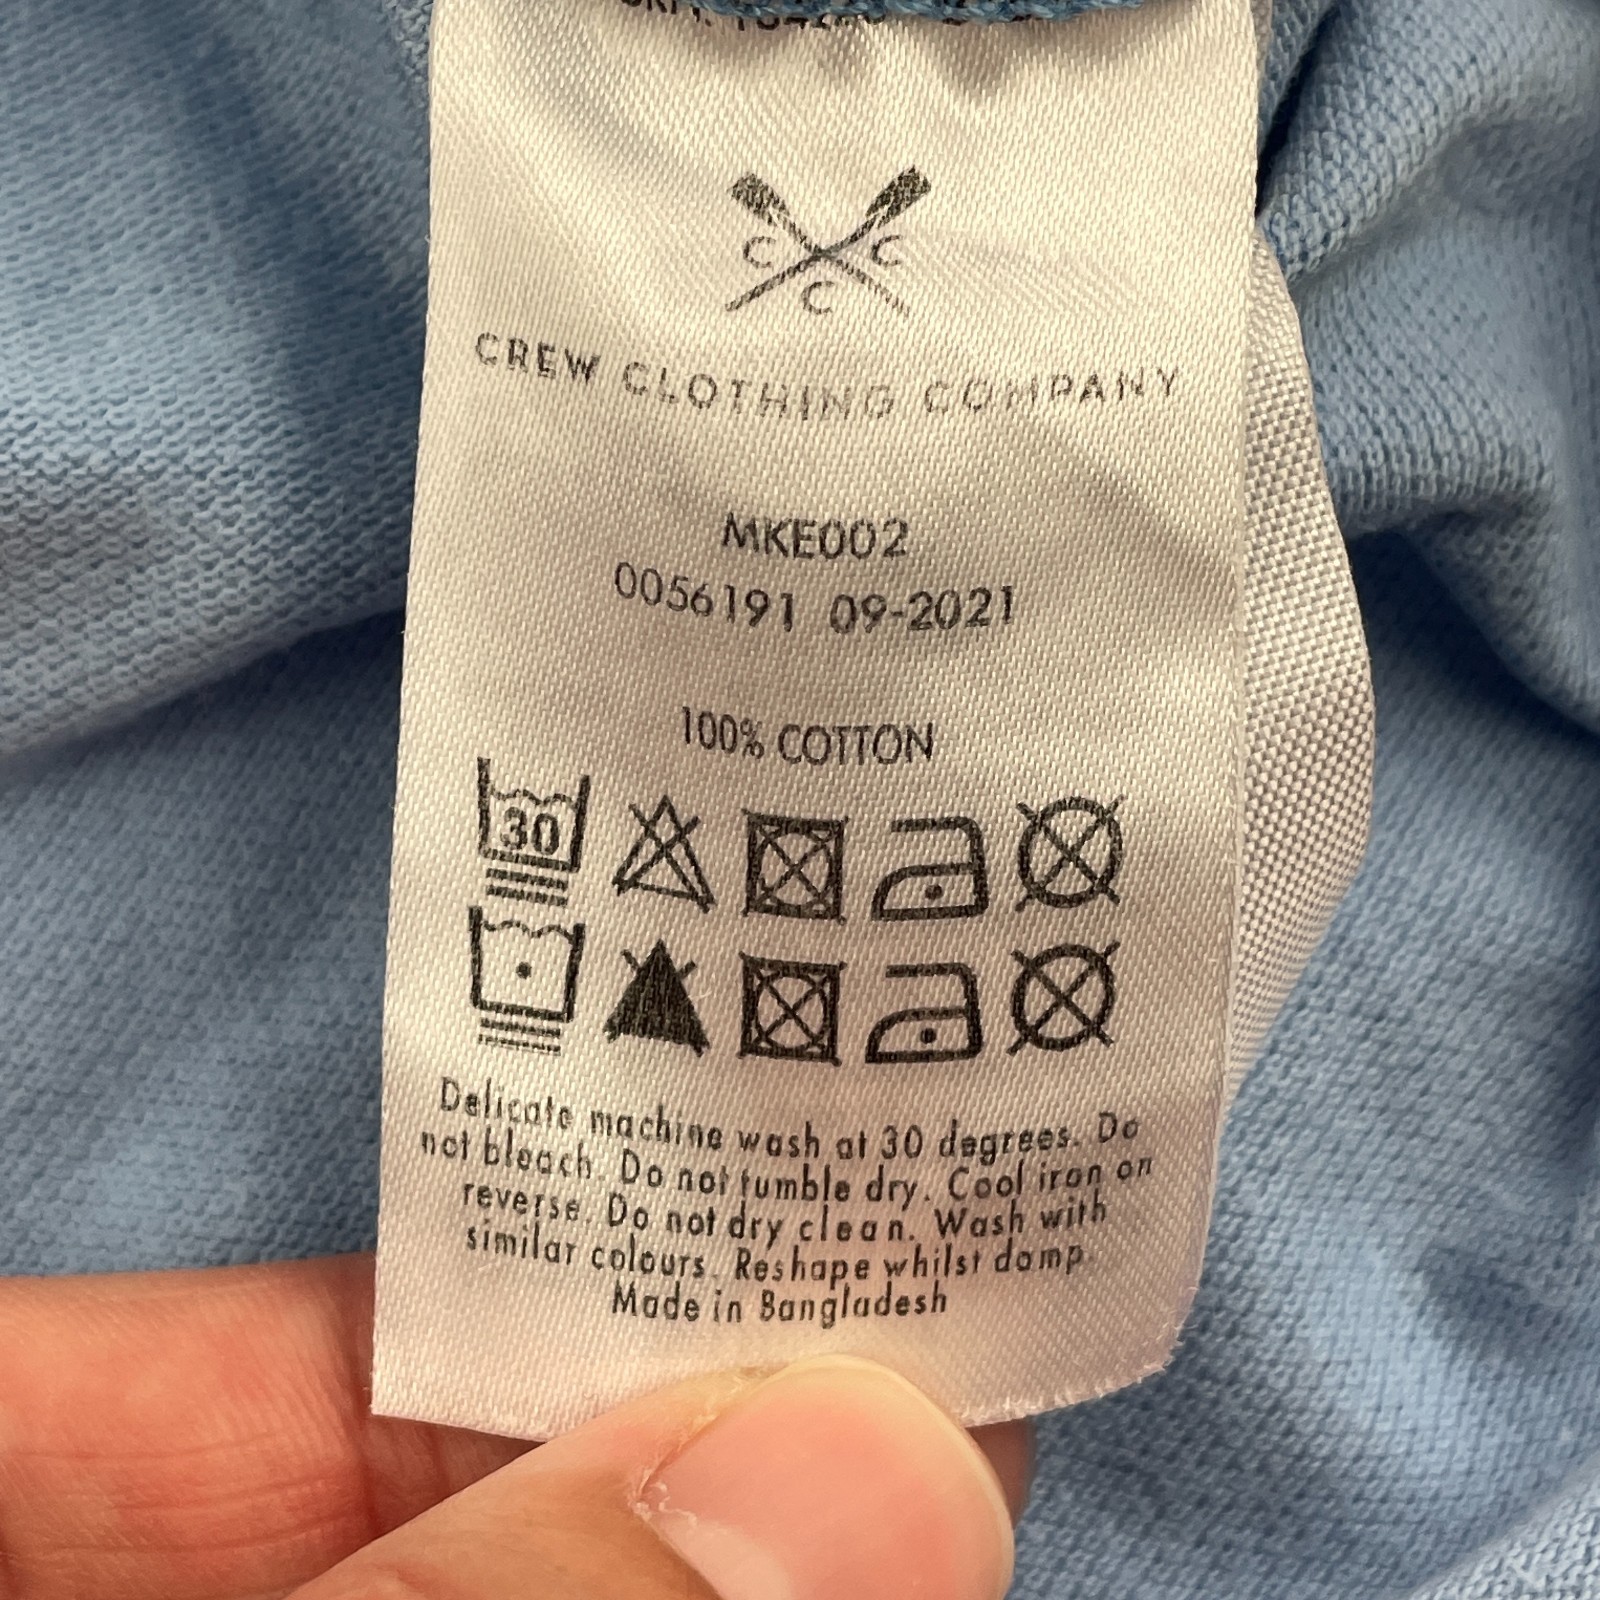 C C
C
CREW CLOTHING COMPANY
MKE002
0056191 09-2021
100% COTTON
30
Delicate machine wash at 30 degrees. Do
not bleach. Do not tumble dry. Cool iron on
reverse. Do not dry clean. Wash with
similar colours. Reshape whilst damp.
Made in Bangladesh